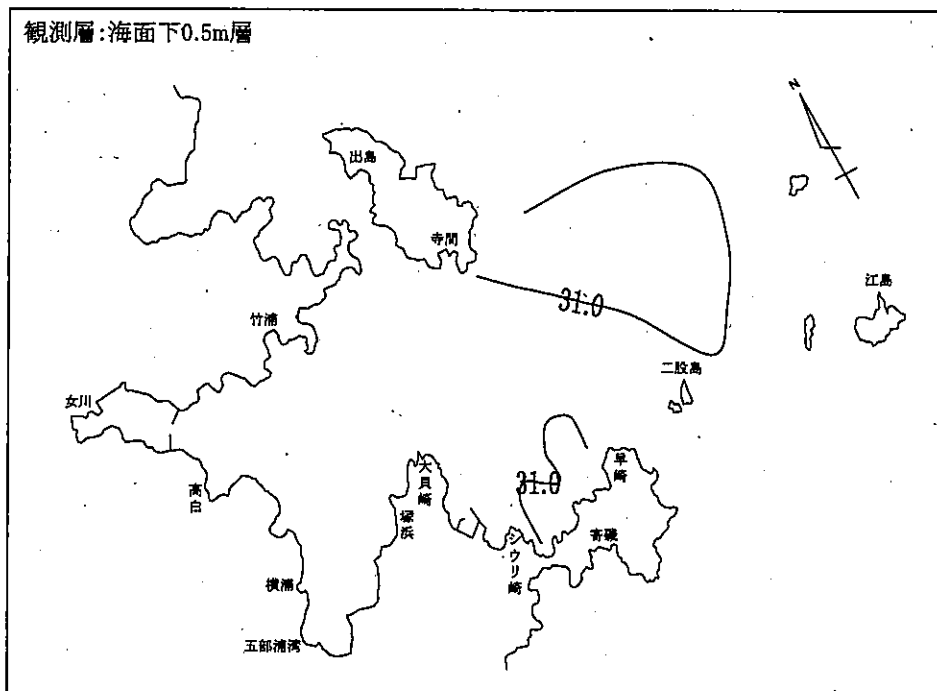 観測層:海面下0.5m層
N
出島
寺間
31.0
江島
竹浦
二股島
女川
大貝崎
早崎
31.0
高白
塚浜
シウリ崎
寄磯
横浦
五部浦湾